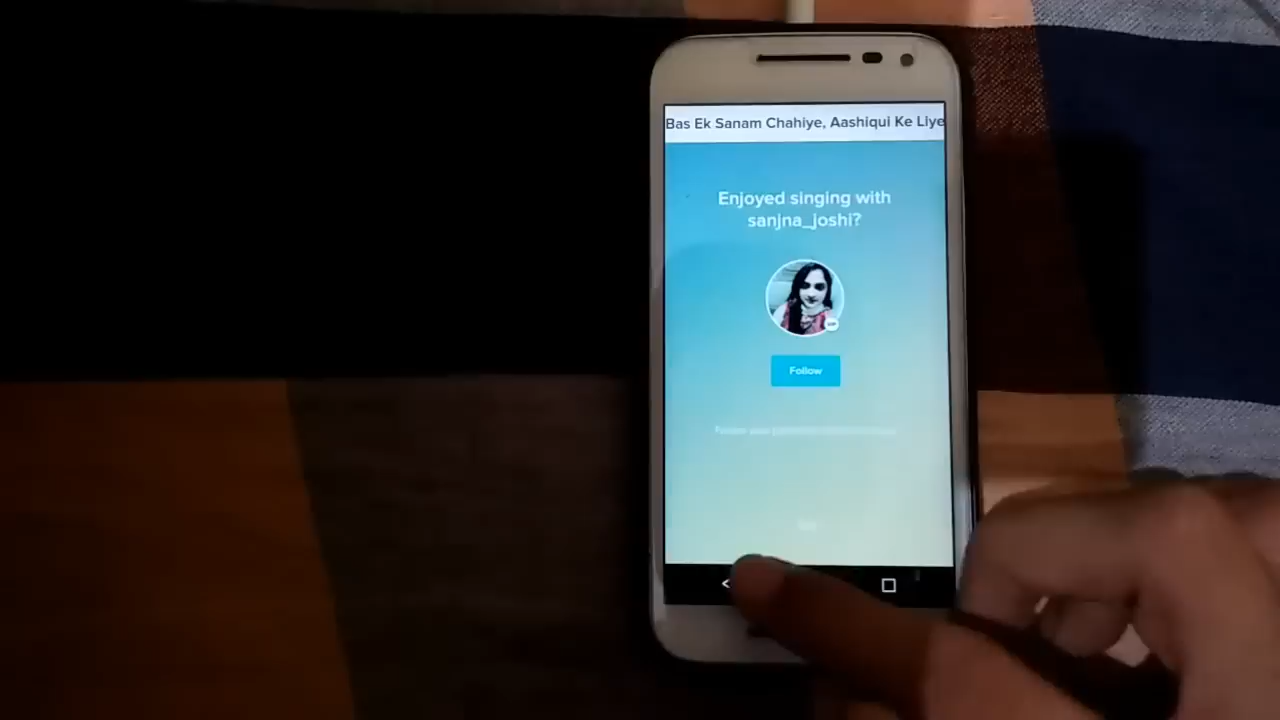 Bas Ek Sanam Chahiye, Aashiqui Ke Liye
Enjoyed singing with
sanjna_joshi?
Follow